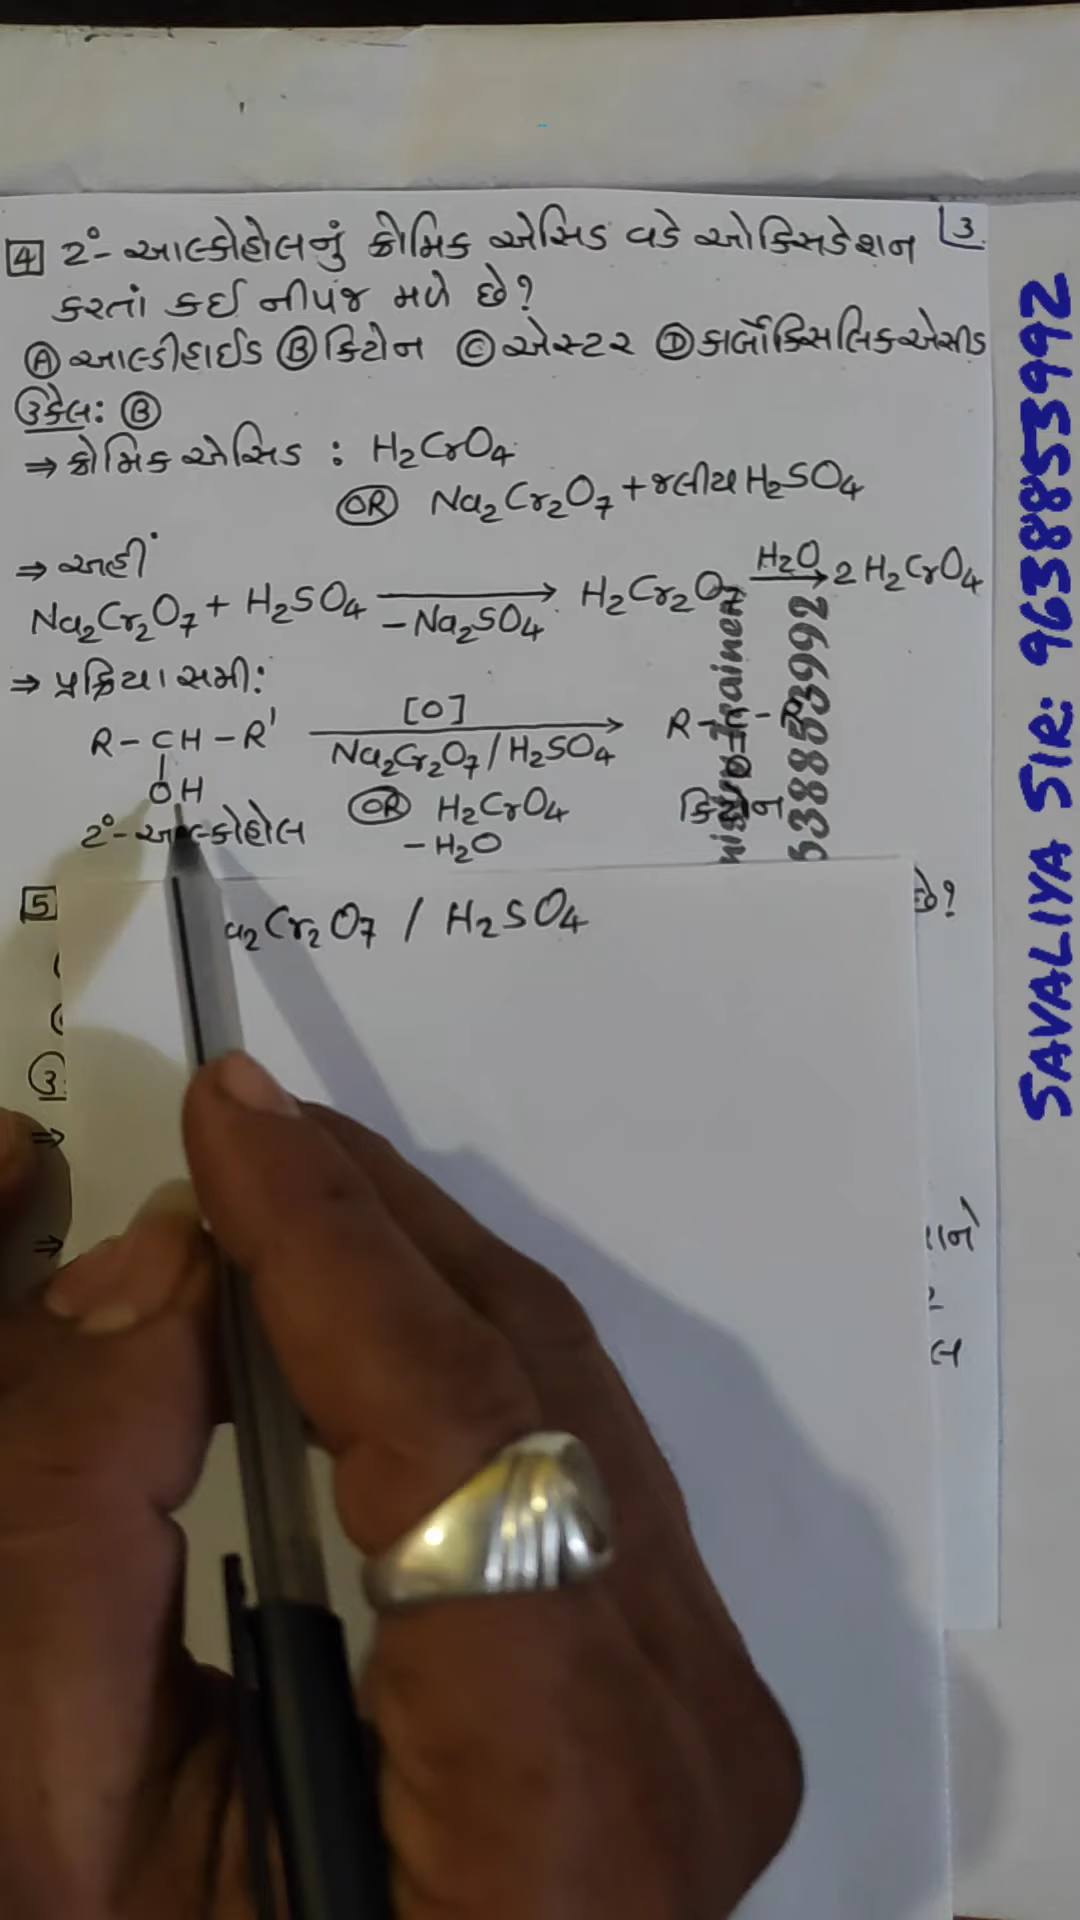 3.
4 2°- આલ્કોહોલનું ક્રોમિક એસિડ વડે ઓક્સિડેશન
કરતાં કઈ નીપજ મળે છે?
Ⓐ આલ્ડીહાઈડ Ⓑ કિટોન Ⓒ એસ્ટર Ⓓ કાર્બોક્સિલિક એસીડ
ઉકેલ: Ⓑ
⇒ ક્રોમિક એસિડ : H₂CrO₄
OR Na₂Cr₂O₇ + જલીય H₂SO₄
⇒ અહીં
Na₂Cr₂O₇ + H₂SO₄ ⟶ H₂Cr₂O₇ ⟶ 2 H₂CrO₄
-Na₂SO₄ H₂O
⇒ પ્રક્રિયા સમી:
R - CH - R' [O] ⟶ R-
OH Na₂Cr₂O₇ / H₂SO₄
2°- આલ્કોહોલ OR H₂CrO₄ કિટોન
- H₂O
5 છે?
₂Cr₂O₇ / H₂SO₄
3
⇒
⇒
SAVALIYA SIR: 9638853992